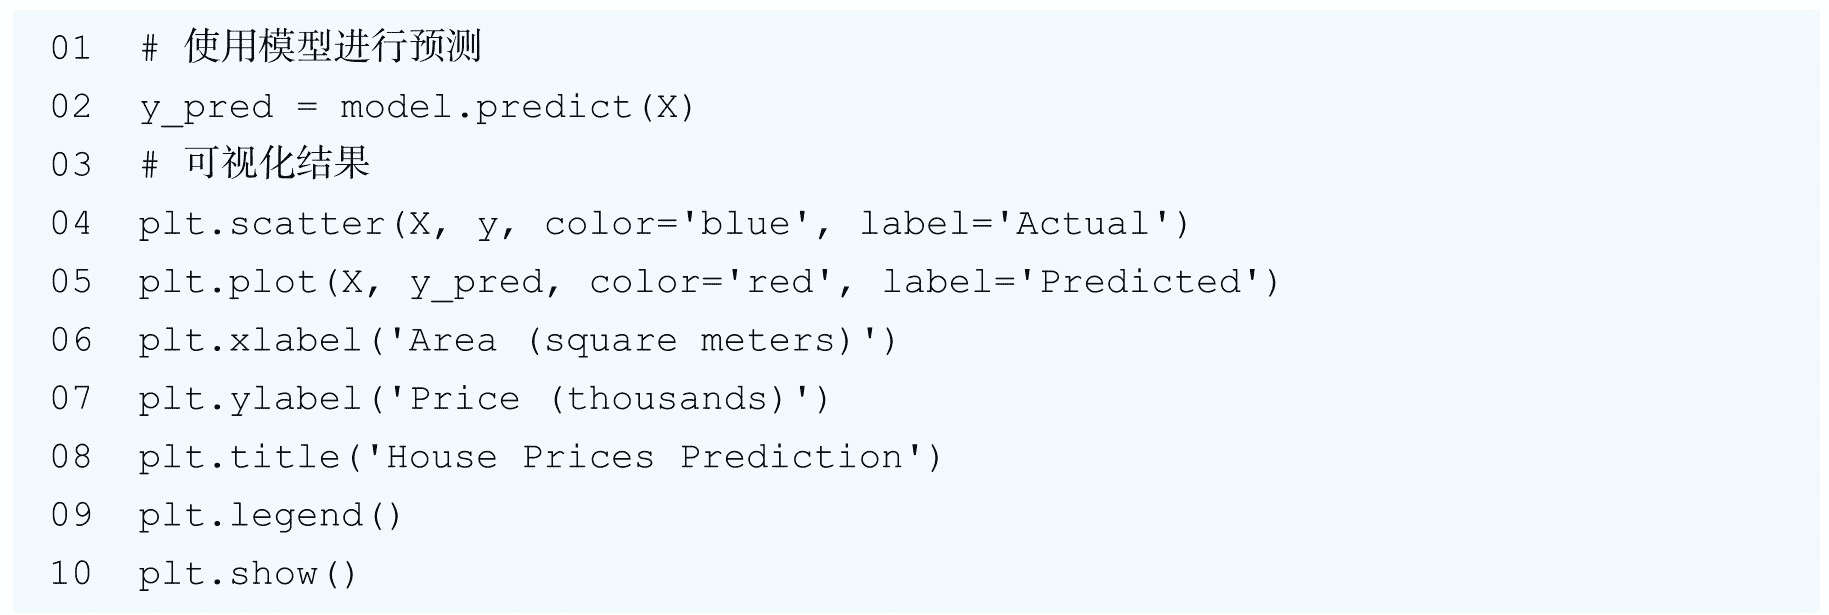 01 # 使用模型进行预测
02 y_pred = model.predict(X)
03 # 可视化结果
04 plt.scatter(X, y, color='blue', label='Actual')
05 plt.plot(X, y_pred, color='red', label='Predicted')
06 plt.xlabel('Area (square meters)')
07 plt.ylabel('Price (thousands)')
08 plt.title('House Prices Prediction')
09 plt.legend()
10 plt.show()